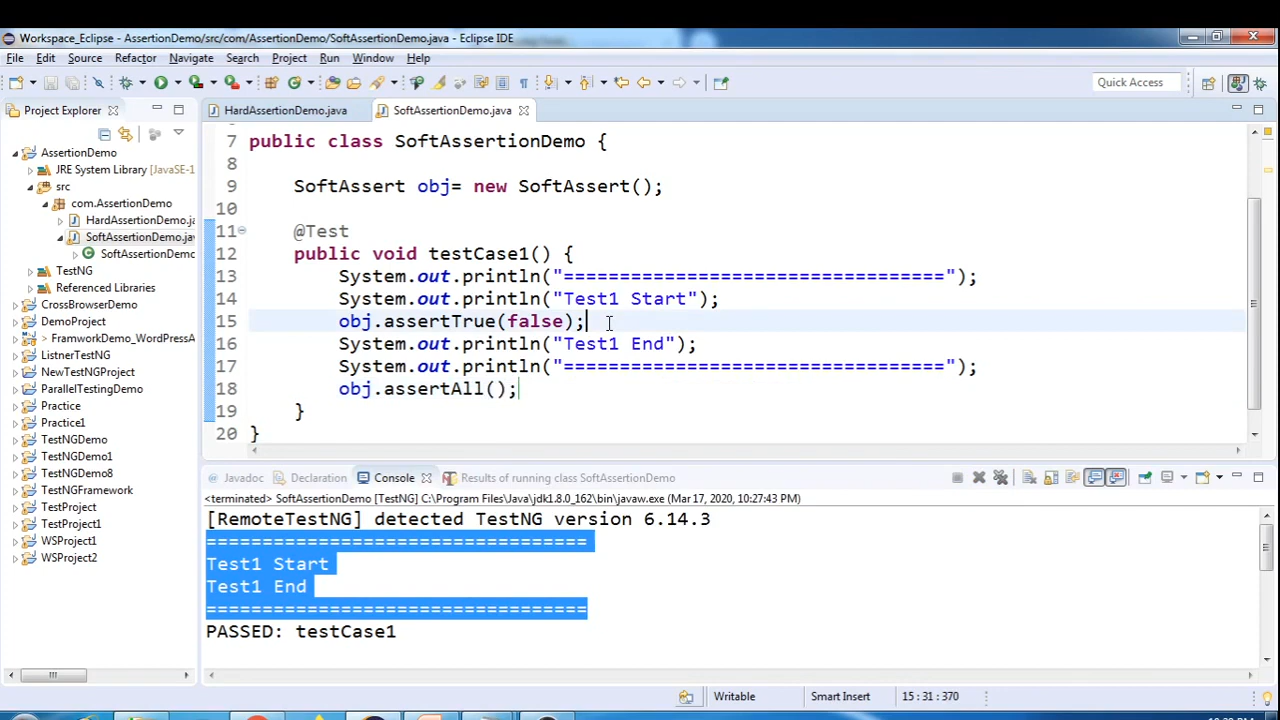 Workspace_Eclipse - AssertionDemo/src/com/AssertionDemo/SoftAssertionDemo.java - Eclipse IDE
File Edit Source Refactor Navigate Search Project Run Window Help
Quick Access
Project Explorer
HardAssertionDemo.java
SoftAssertionDemo.java
AssertionDemo
JRE System Library [JavaSE-1
src
com.AssertionDemo
HardAssertionDemo.ja
SoftAssertionDemo.jav
SoftAssertionDemo
TestNG
Referenced Libraries
CrossBrowserDemo
DemoProject
> FramworkDemo_WordPressA
ListnerTestNG
NewTestNGProject
ParallelTestingDemo
Practice
Practice1
TestNGDemo
TestNGDemo1
TestNGDemo8
TestNGFramework
TestProject
TestProject1
WSProject1
WSProject2
7 public class SoftAssertionDemo {
8
9 SoftAssert obj= new SoftAssert();
10
11 @Test
12 public void testCase1() {
13 System.out.println("==================================");
14 System.out.println("Test1 Start");
15 obj.assertTrue(false);
16 System.out.println("Test1 End");
17 System.out.println("==================================");
18 obj.assertAll();
19 }
20 }
Javadoc Declaration Console Results of running class SoftAssertionDemo
<terminated> SoftAssertionDemo [TestNG] C:\Program Files\Java\jdk1.8.0_162\bin\javaw.exe (Mar 17, 2020, 10:27:43 PM)
[RemoteTestNG] detected TestNG version 6.14.3
==================================
Test1 Start
Test1 End
==================================
PASSED: testCase1
Writable Smart Insert 15 : 31 : 370